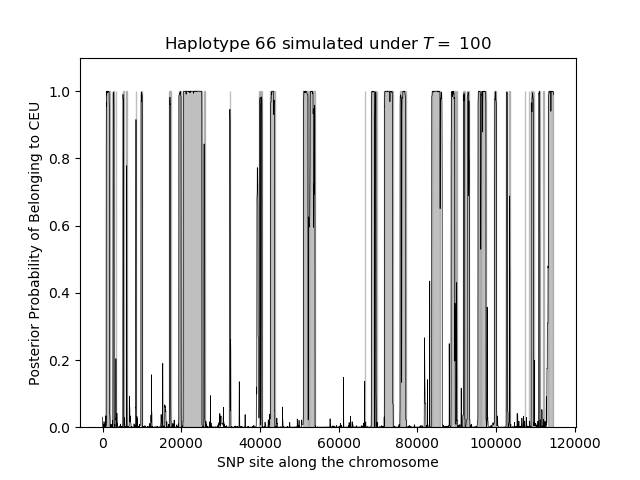 Haplotype 66 simulated under T = 100
Posterior Probability of Belonging to CEU
1.0
0.8
0.6
0.4
0.2
0.0
0 20000 40000 60000 80000 100000 120000
SNP site along the chromosome